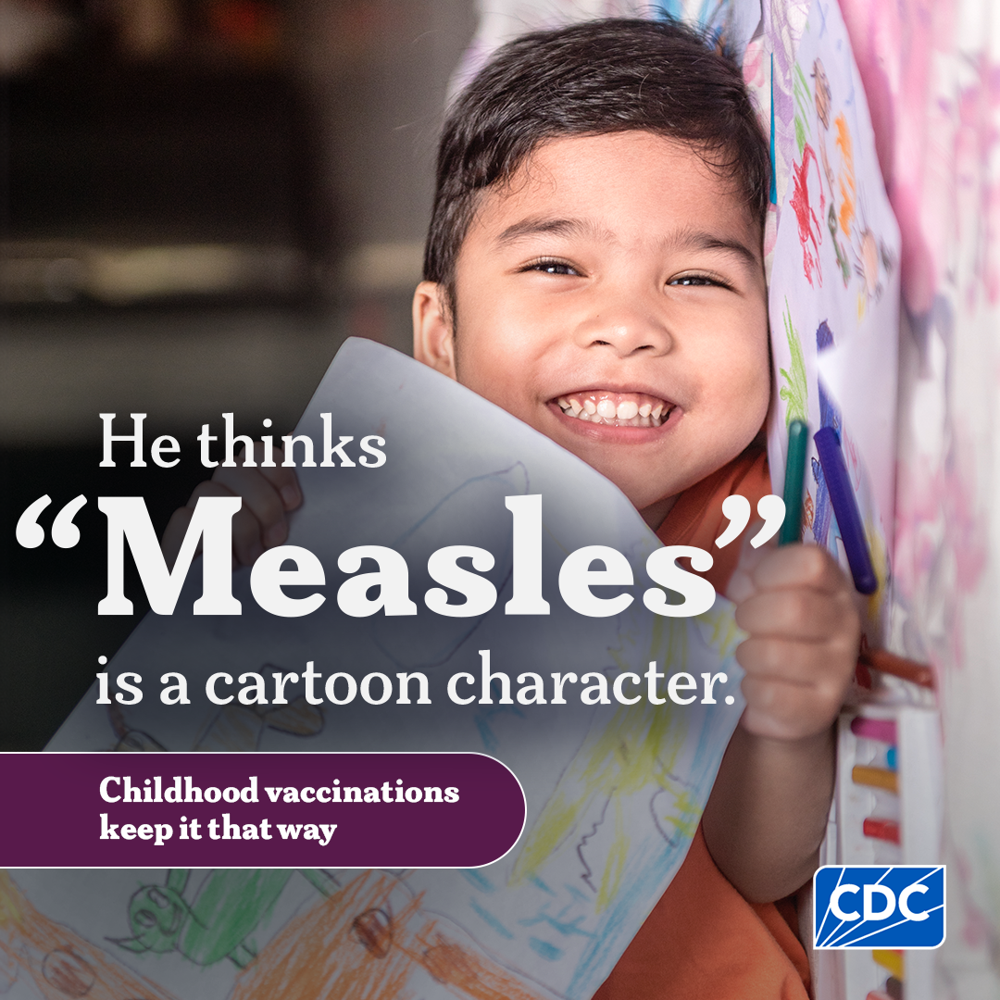 He thinks
“Measles”
is a cartoon character.
Childhood vaccinations
keep it that way
CDC